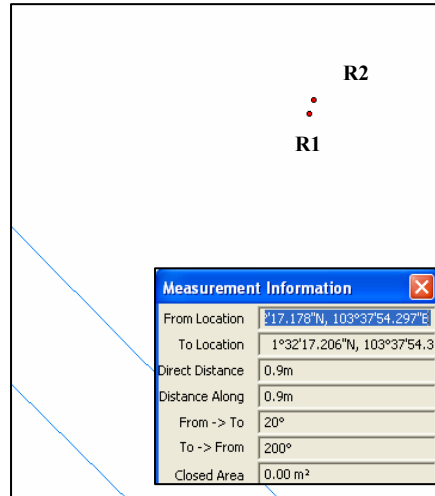 R2
R1
Measurement Information
From Location '17.178"N, 103°37'54.297"E
To Location 1°32'17.206"N, 103°37'54.3
Direct Distance 0.9m
Distance Along 0.9m
From -> To 20°
To -> From 200°
Closed Area 0.00 m²